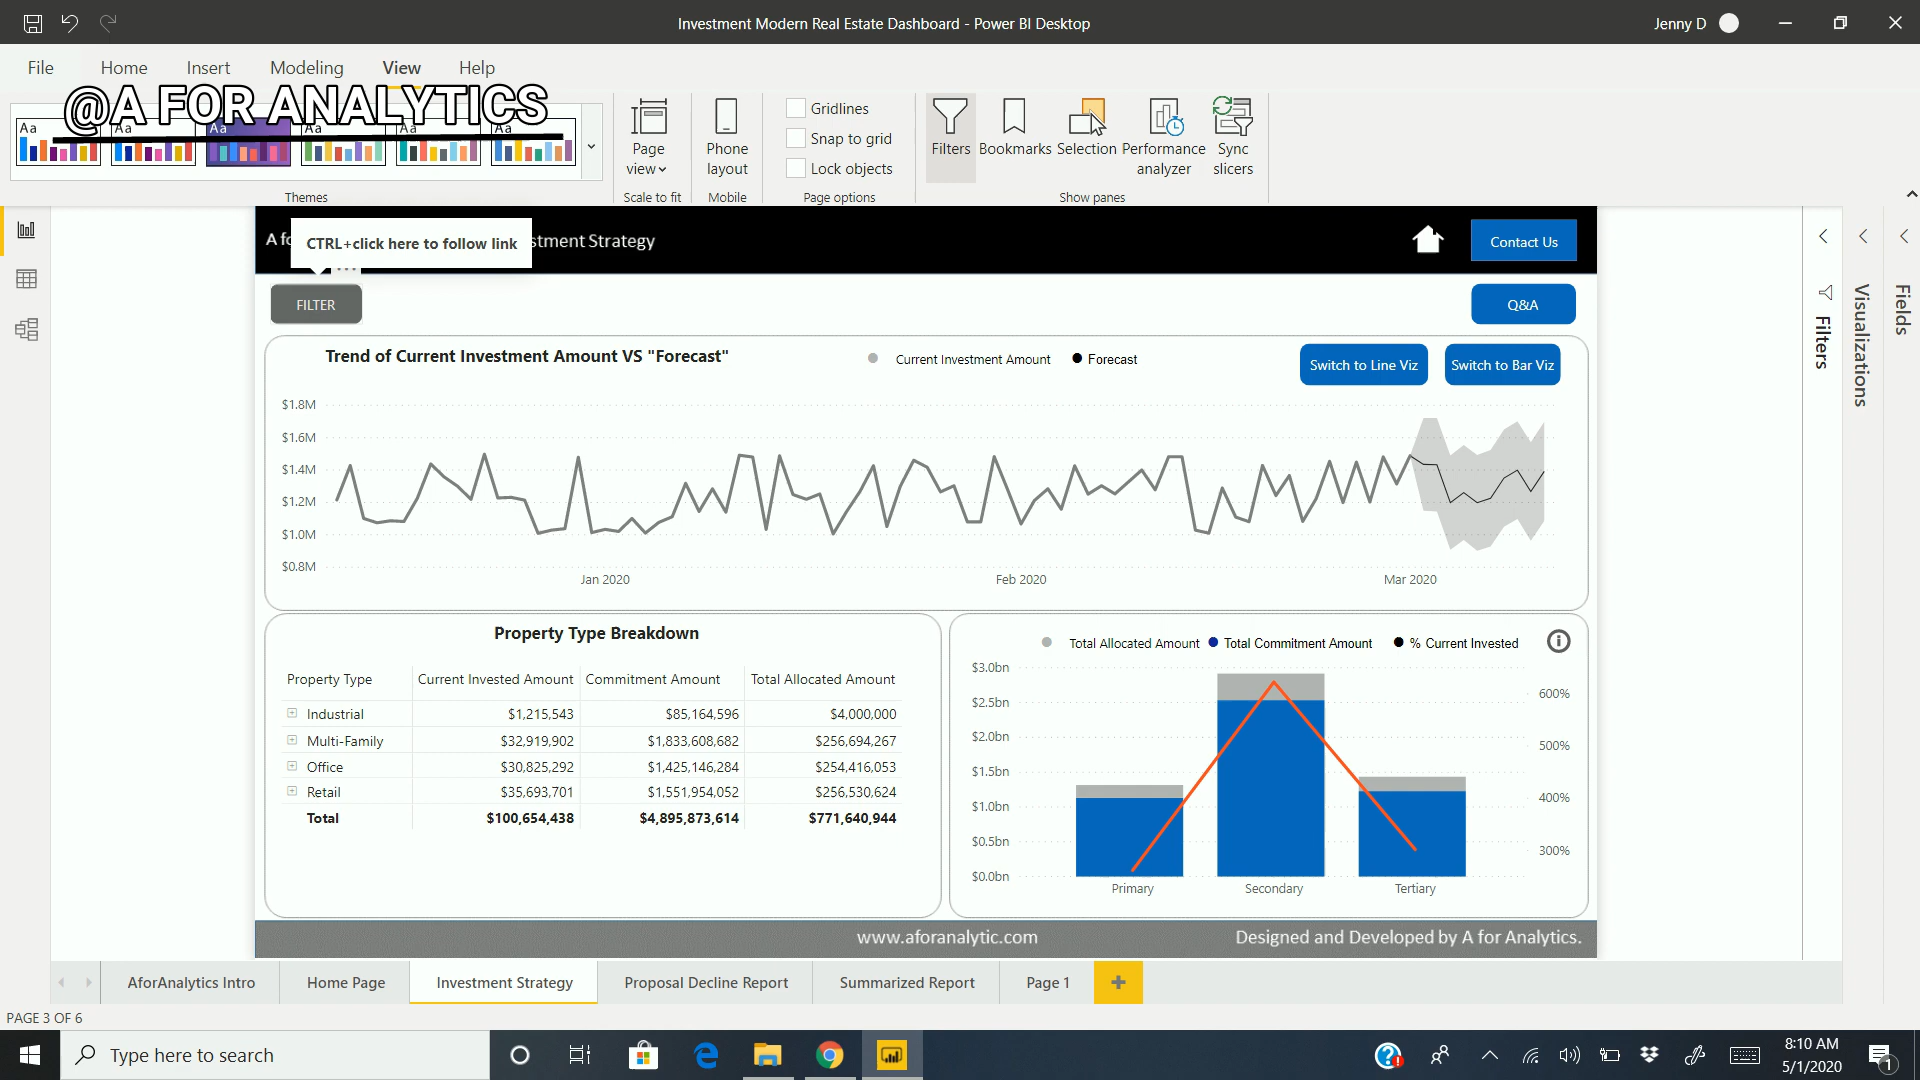 Investment Modern Real Estate Dashboard - Power BI Desktop
Jenny D
File Home Insert Modeling View Help
@A FOR ANALYTICS
Aa Aa Aa Aa Aa Aa
Page view
Phone layout
Gridlines
Snap to grid
Lock objects
Filters
Bookmarks
Selection
Performance analyzer
Sync slicers
Themes
Scale to fit
Mobile
Page options
Show panes
A fo
stment Strategy
CTRL+click here to follow link
Contact Us
FILTER
Q&A
Trend of Current Investment Amount VS "Forecast"
Current Investment Amount
Forecast
Switch to Line Viz
Switch to Bar Viz
$1.8M
$1.6M
$1.4M
$1.2M
$1.0M
$0.8M
Jan 2020
Feb 2020
Mar 2020
Property Type Breakdown
Property Type Current Invested Amount Commitment Amount Total Allocated Amount
Industrial $1,215,543 $85,164,596 $4,000,000
Multi-Family $32,919,902 $1,833,608,682 $256,694,267
Office $30,825,292 $1,425,146,284 $254,416,053
Retail $35,693,701 $1,551,954,052 $256,530,624
Total $100,654,438 $4,895,873,614 $771,640,944
Total Allocated Amount
Total Commitment Amount
% Current Invested
$3.0bn
$2.5bn
$2.0bn
$1.5bn
$1.0bn
$0.5bn
$0.0bn
600%
500%
400%
300%
Primary
Secondary
Tertiary
www.aforanalytic.com
Designed and Developed by A for Analytics.
Filters
Visualizations
Fields
AforAnalytics Intro
Home Page
Investment Strategy
Proposal Decline Report
Summarized Report
Page 1
+
PAGE 3 OF 6
Type here to search
8:10 AM
5/1/2020
1